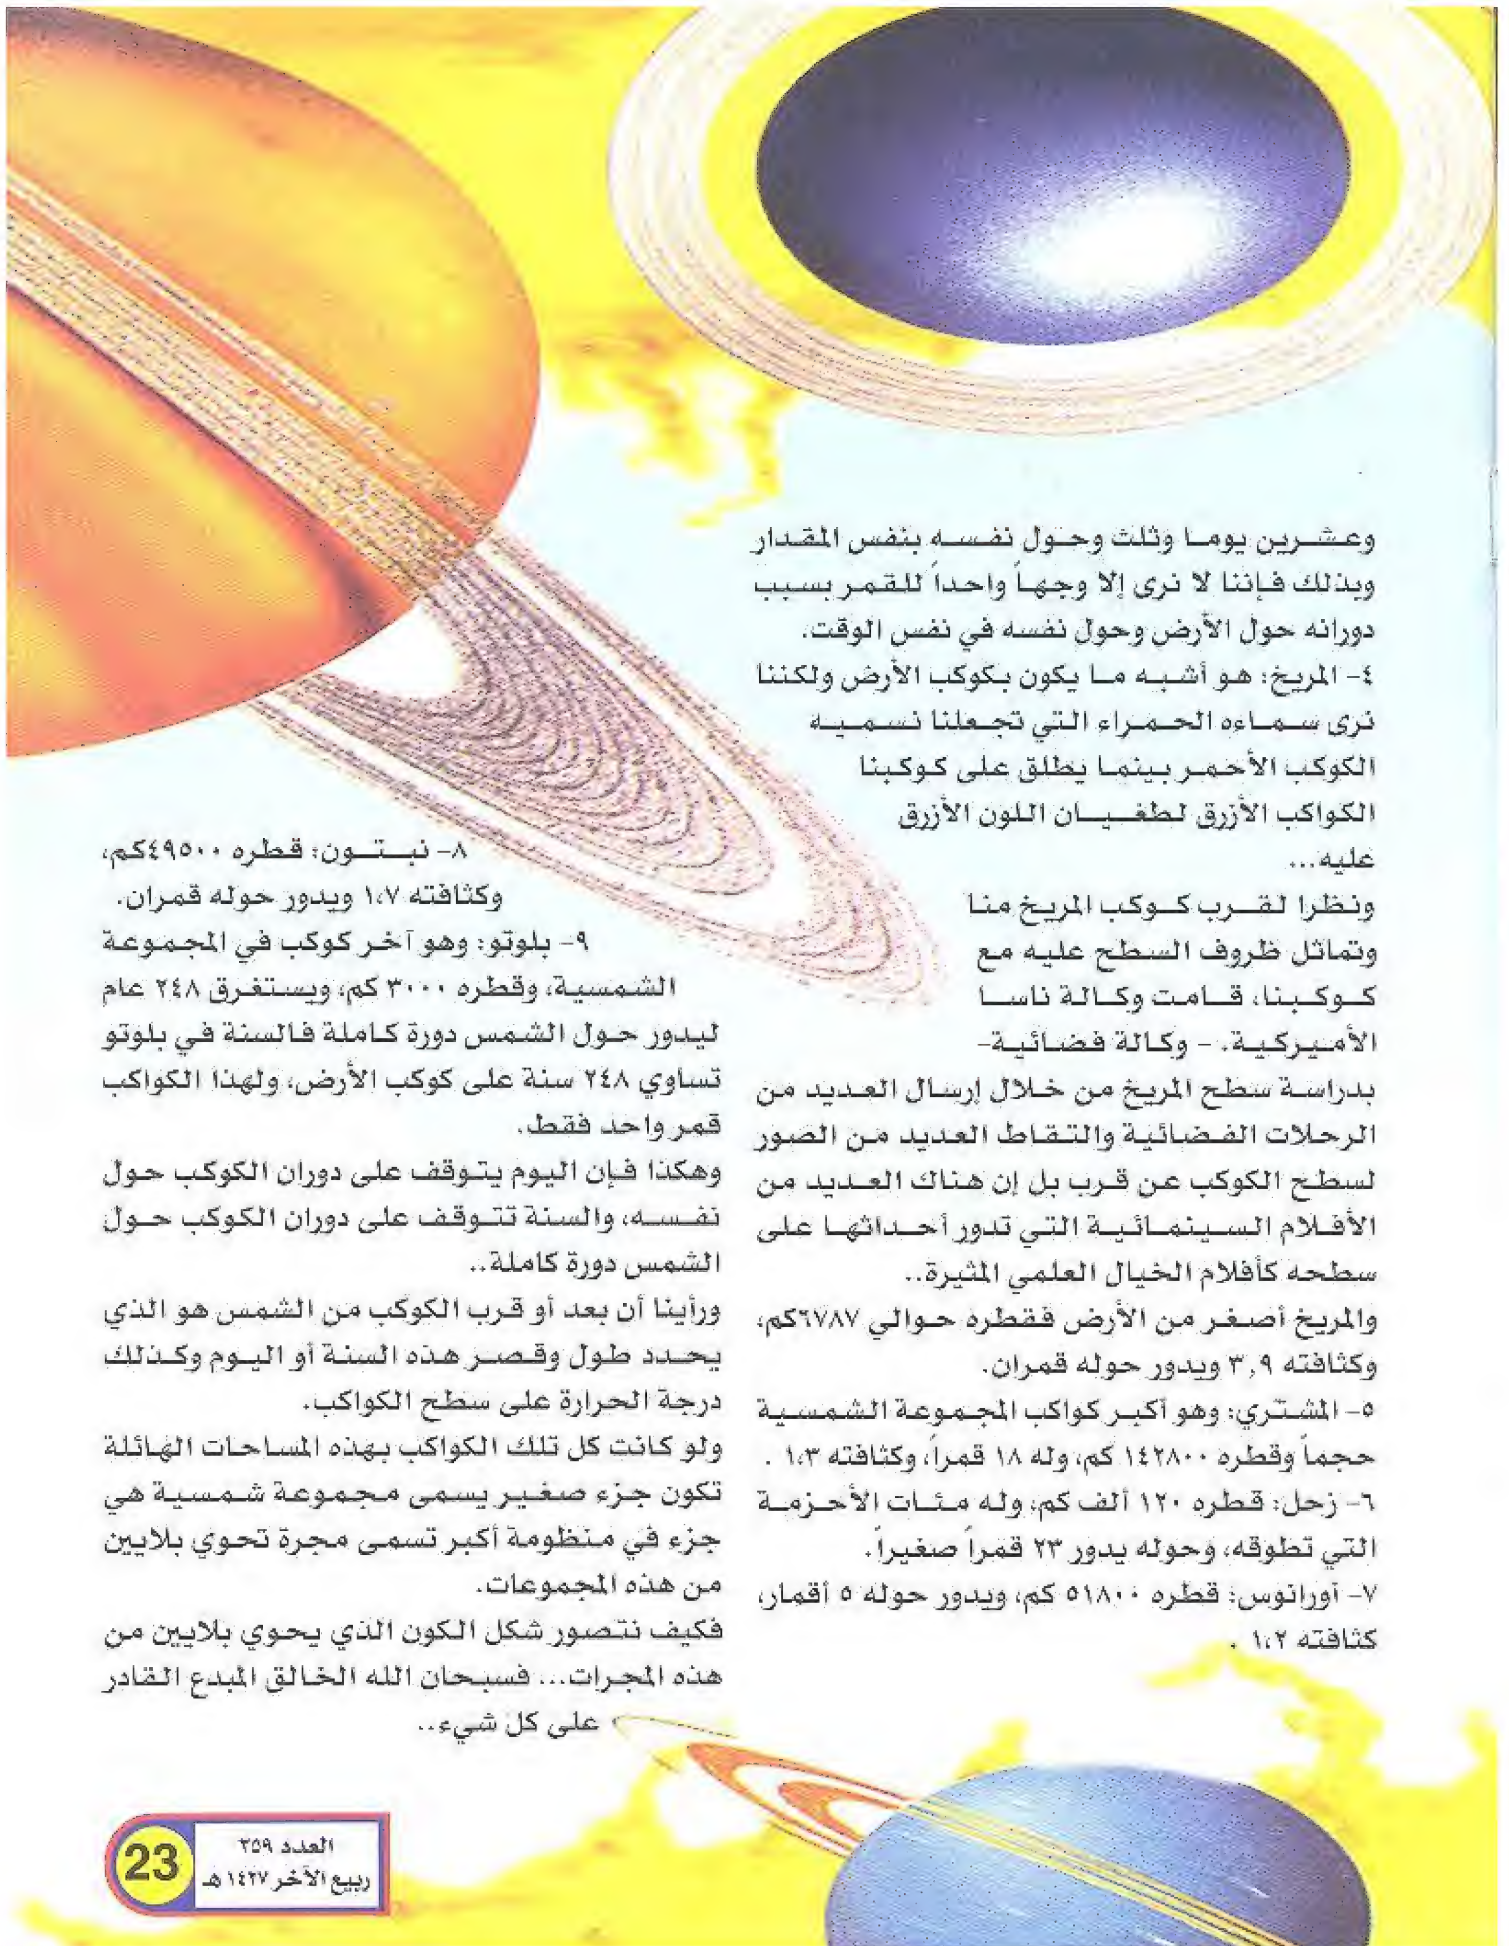 وعشرين يوما وثلث وحول نفسه بنفس المقدار
وبذلك فإننا لا نرى إلا وجهاً واحداً للقمر بسبب
دورانه حول الأرض وحول نفسه في نفس الوقت.
٤- المريخ: هو أشبه ما يكون بكوكب الأرض ولكننا
نرى سماءه الحمراء التي تجعلنا نسميه
الكوكب الأحمر بينما يطلق على كوكبنا
الكواكب الأزرق لطغيان اللون الأزرق
عليه...
ونظرا لقرب كوكب المريخ منا
وتماثل ظروف السطح عليه مع
كوكبنا، قامت وكالة ناسا
الأميركية. - وكالة فضائية-
بدراسة سطح المريخ من خلال إرسال العديد من
الرحلات الفضائية والتقاط العديد من الصور
لسطح الكوكب عن قرب بل إن هناك العديد من
الأفلام السينمائية التي تدور أحداثها على
سطحه كأفلام الخيال العلمي المثيرة..
والمريخ أصغر من الأرض فقطره حوالي ٦٧٨٧كم،
وكثافته ٣,٩ ويدور حوله قمران.
٥- المشتري: وهو أكبر كواكب المجموعة الشمسية
حجماً وقطره ١٤٢٨٠٠ كم، وله ١٨ قمراً، وكثافته ١،٣ .
٦- زحل: قطره ١٢٠ ألف كم، وله مئات الأحزمة
التي تطوقه، وحوله يدور ٢٣ قمراً صغيراً.
٧- أورانوس: قطره ٥١٨٠٠ كم، ويدور حوله ٥ أقمار،
كثافته ١،٢ .
٨- نبتون: قطره ٤٩٥٠٠كم،
وكثافته ١،٧ ويدور حوله قمران.
٩- بلوتو: وهو آخر كوكب في المجموعة
الشمسية، وقطره ٣٠٠٠ كم، ويستغرق ٢٤٨ عام
ليدور حول الشمس دورة كاملة فالسنة في بلوتو
تساوي ٢٤٨ سنة على كوكب الأرض، ولهذا الكواكب
قمر واحد فقط.
وهكذا فإن اليوم يتوقف على دوران الكوكب حول
نفسه، والسنة تتوقف على دوران الكوكب حول
الشمس دورة كاملة..
ورأينا أن بعد أو قرب الكوكب من الشمس هو الذي
يحدد طول وقصر هذه السنة أو اليوم وكذلك
درجة الحرارة على سطح الكواكب.
ولو كانت كل تلك الكواكب بهذه المساحات الهائلة
تكون جزء صغير يسمى مجموعة شمسية هي
جزء في منظومة أكبر تسمى مجرة تحوي بلايين
من هذه المجموعات.
فكيف نتصور شكل الكون الذي يحوي بلايين من
هذه المجرات... فسبحان الله الخالق المبدع القادر
على كل شيء..
العدد ٣٥٩
ربيع الآخر ١٤٢٧ هـ
23